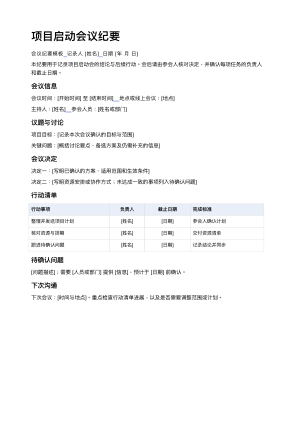 项目启动会议纪要
会议纪要模板_记录人 [姓名]_日期 [年 月 日]
本纪要用于记录项目启动会的结论与后续行动。会后请由参会人核对决定，并确认每项任务的负责人
和截止日期。
会议信息
会议时间：[开始时间] 至 [结束时间]__地点或线上会议：[地点]
主持人：[姓名]__参会人员：[姓名或部门]
议题与讨论
项目目标：[记录本次会议确认的目标与范围]
关键问题：[概括讨论要点、备选方案及仍需补充的信息]
会议决定
决定一：[写明已确认的方案、适用范围和生效条件]
决定二：[写明资源安排或协作方式；未达成一致的事项列入待确认问题]
行动清单
行动事项 负责人 截止日期 完成标准
整理并发送项目计划 [姓名] [日期] 参会人确认计划
核对资源与排期 [姓名] [日期] 交付资源清单
跟进待确认问题 [姓名] [日期] 记录结论并同步
待确认问题
[问题描述]；需要 [人员或部门] 提供 [信息]，预计于 [日期] 前确认。
下次沟通
下次会议：[时间与地点]。重点检查行动清单进展，以及是否需要调整范围或计划。